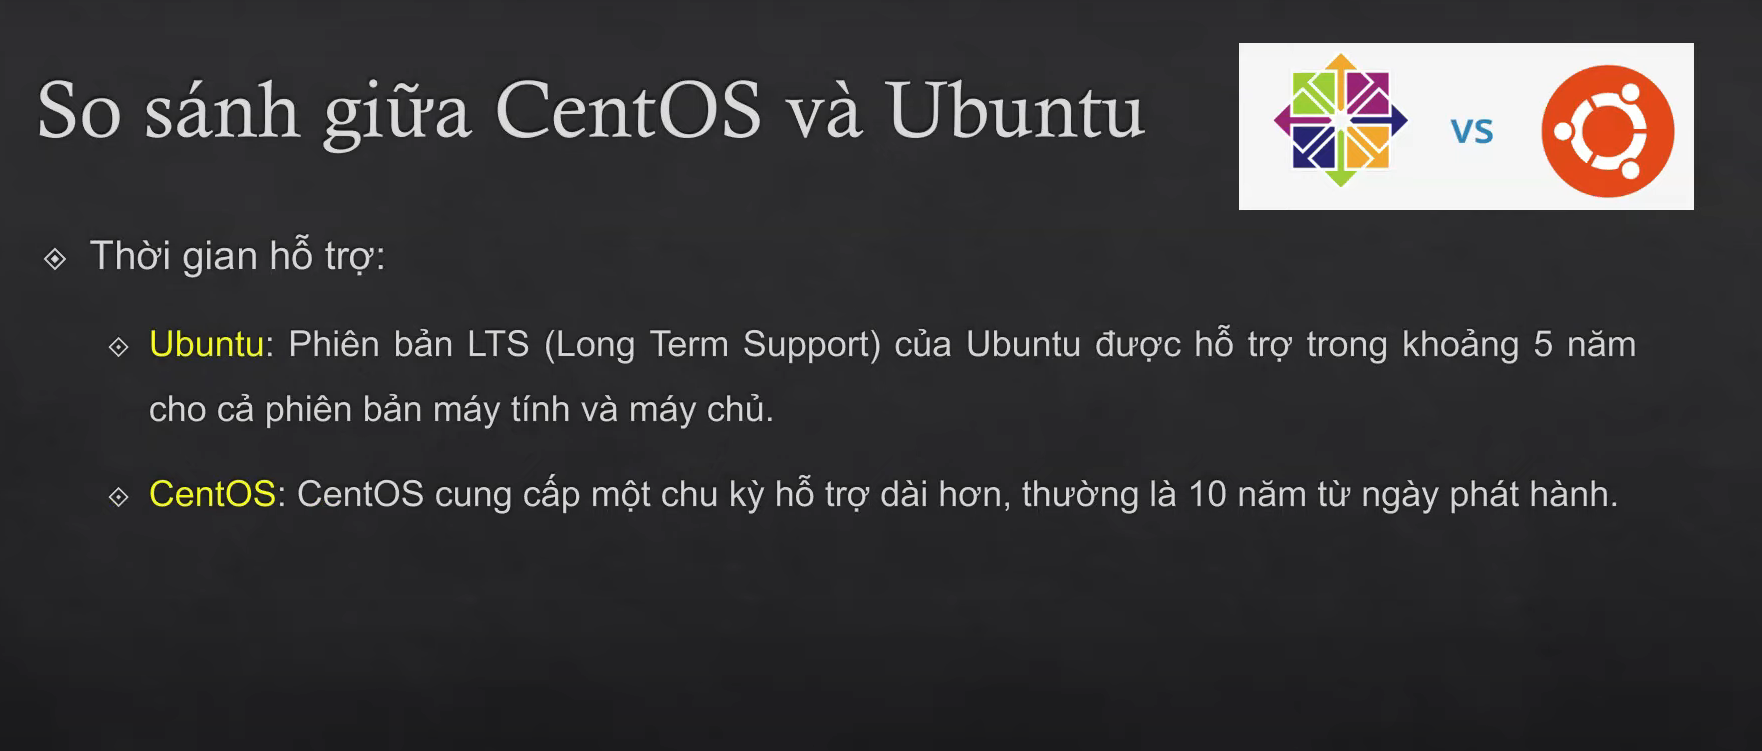 So sánh giữa CentOS và Ubuntu
VS
Thời gian hỗ trợ:
Ubuntu: Phiên bản LTS (Long Term Support) của Ubuntu được hỗ trợ trong khoảng 5 năm
cho cả phiên bản máy tính và máy chủ.
CentOS: CentOS cung cấp một chu kỳ hỗ trợ dài hơn, thường là 10 năm từ ngày phát hành.